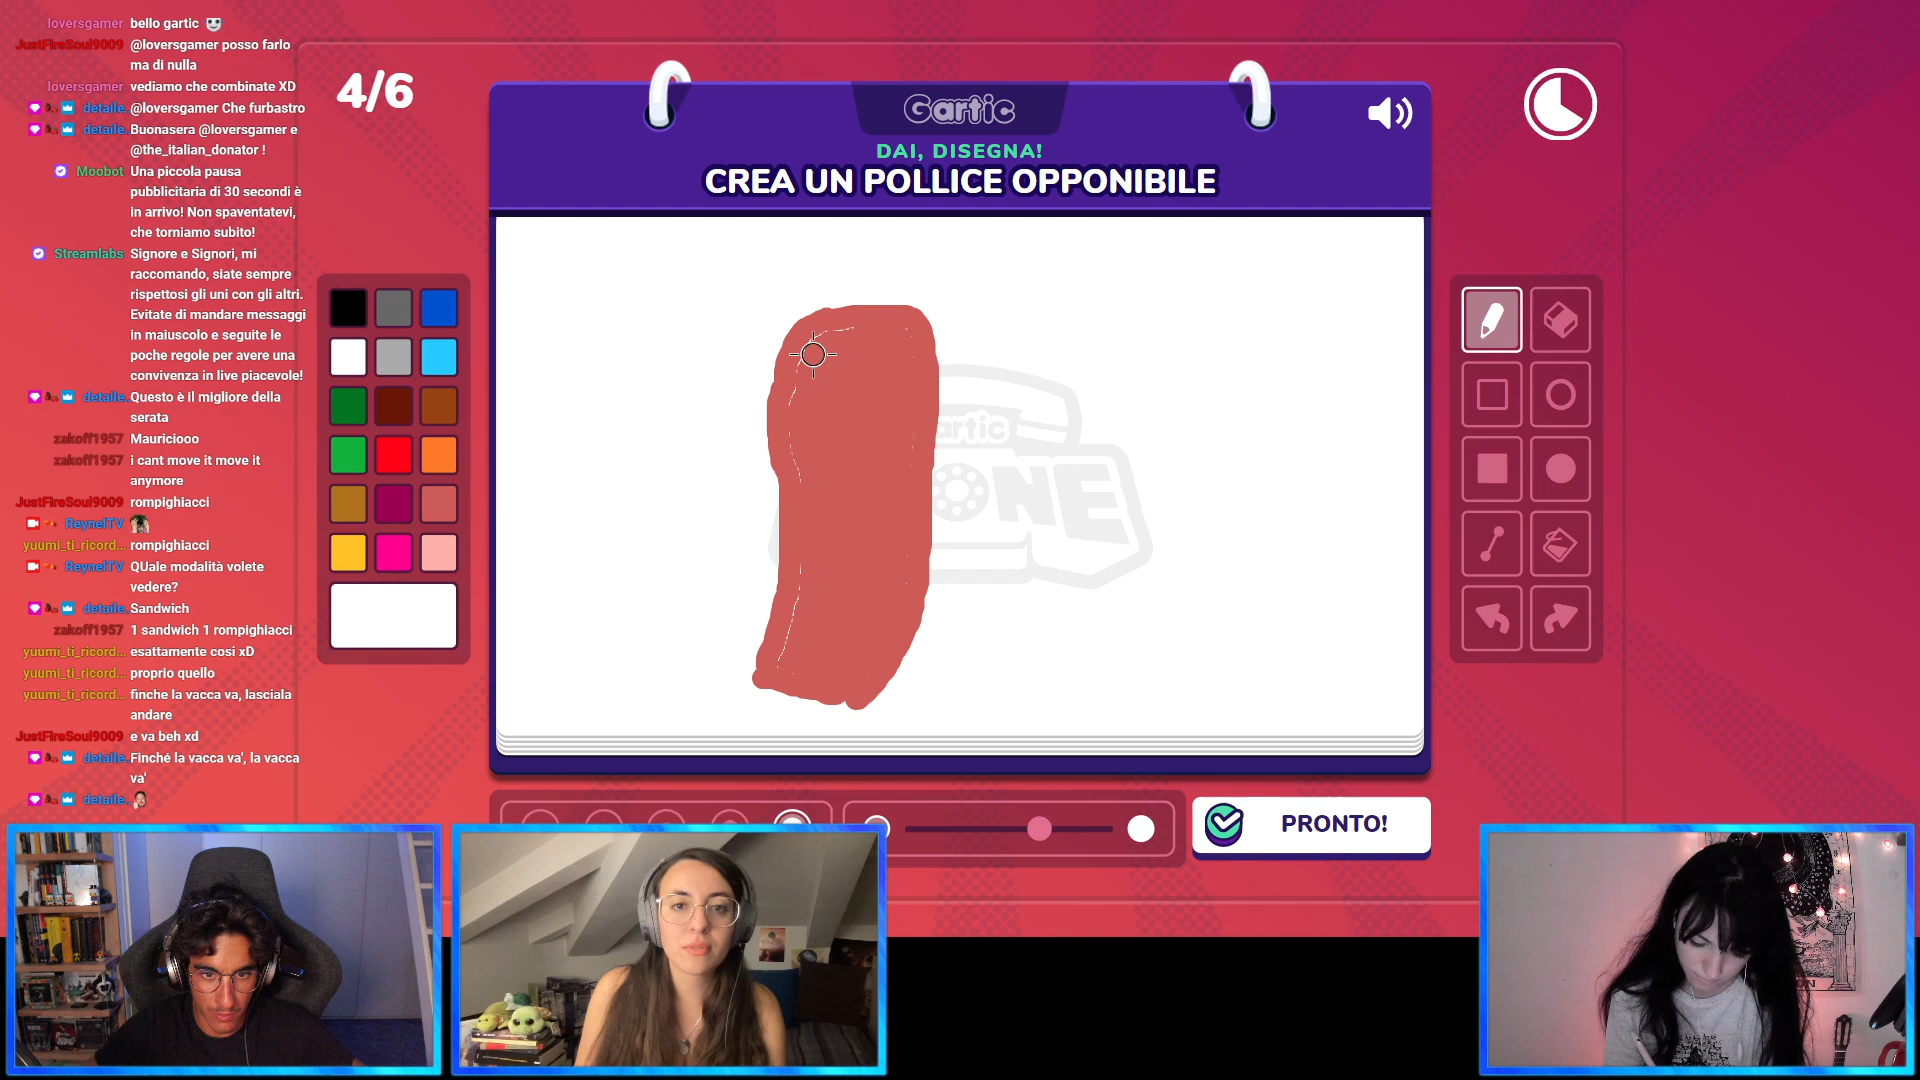 loversgamer bello gartic
JustFireSoul9009 @loversgamer posso farlo
ma di nulla
loversgamer vediamo che combinate XD
detaile.. @loversgamer Che furbastro
detaile.. Buonasera @loversgamer e
@the_italian_donator !
Moobot Una piccola pausa
pubblicitaria di 30 secondi è
in arrivo! Non spaventatevi,
che torniamo subito!
Streamlabs Signore e Signori, mi
raccomando, siate sempre
rispettosi gli uni con gli altri.
Evitate di mandare messaggi
in maiuscolo e seguite le
poche regole per avere una
convivenza in live piacevole!
detaile.. Questo è il migliore della
serata
zakoff1957 Mauriciooo
zakoff1957 i cant move it move it
anymore
JustFireSoul9009 rompighiacci
ReynelTV
yuumi_ti_ricord... rompighiacci
ReynelTV QUale modalità volete
vedere?
detaile.. Sandwich
zakoff1957 1 sandwich 1 rompighiacci
yuumi_ti_ricord... esattamente cosi xD
yuumi_ti_ricord... proprio quello
yuumi_ti_ricord... finche la vacca va, lasciala
andare
JustFireSoul9009 e va beh xd
detaile.. Finché la vacca va', la vacca
va'
detaile..
4/6
Gartic
DAI, DISEGNA!
CREA UN POLLICE OPPONIBILE
artic
ONE
PRONTO!